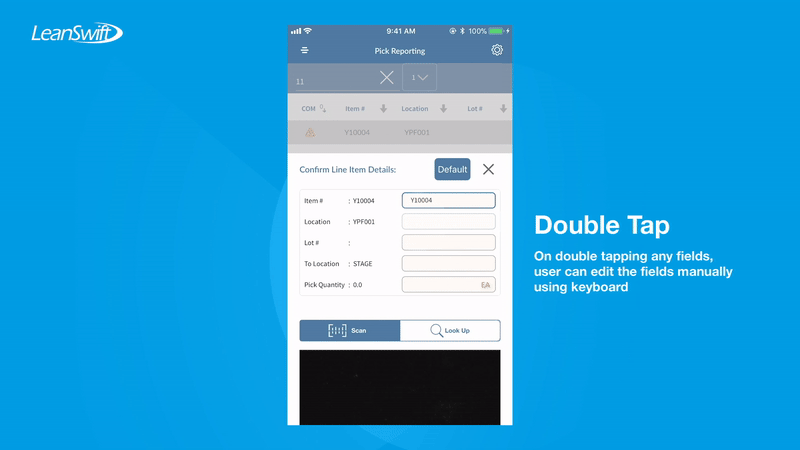 LeanSwift
9:41 AM 100%
Pick Reporting
11 1
COM Item # Location Lot #
Y10004 YPF001
Confirm Line Item Details: Default
Item # : Y10004 Y10004
Location : YPF001
Lot # :
To Location : STAGE
Pick Quantity : 0.0 EA
Scan Look Up
Double Tap
On double tapping any fields,
user can edit the fields manually
using keyboard